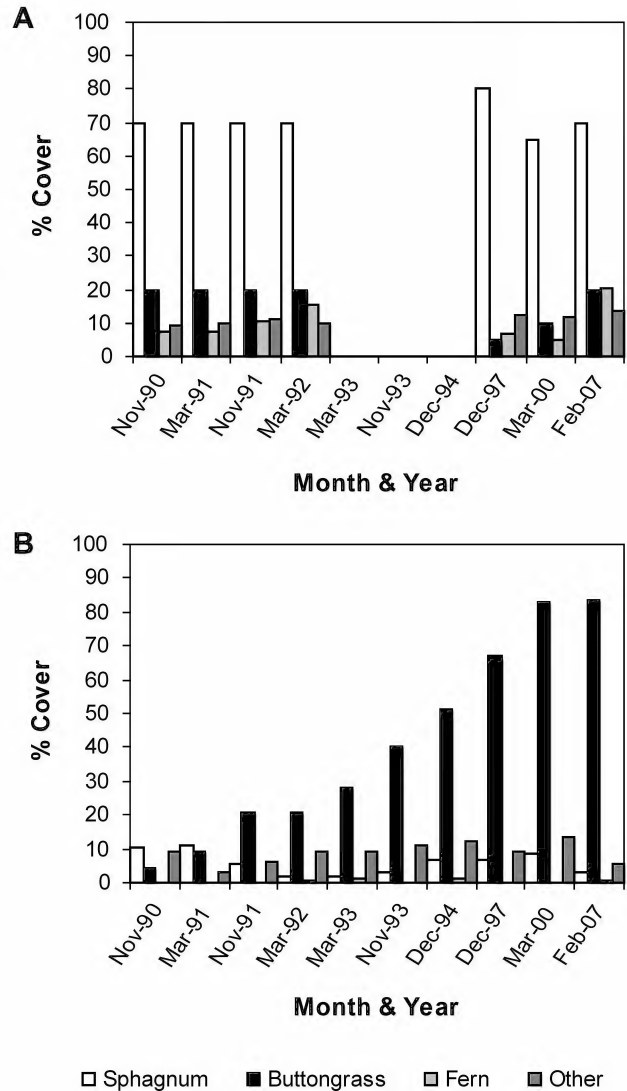 A
100
90
80
70
60
50
40
30
20
10
0
% Cover
Nov-90
Mar-91
Nov-91
Mar-92
Mar-93
Nov-93
Dec-94
Dec-97
Mar-00
Feb-07
Month & Year
B
100
90
80
70
60
50
40
30
20
10
0
% Cover
Nov-90
Mar-91
Nov-91
Mar-92
Mar-93
Nov-93
Dec-94
Dec-97
Mar-00
Feb-07
Month & Year
Sphagnum Buttongrass Fern Other